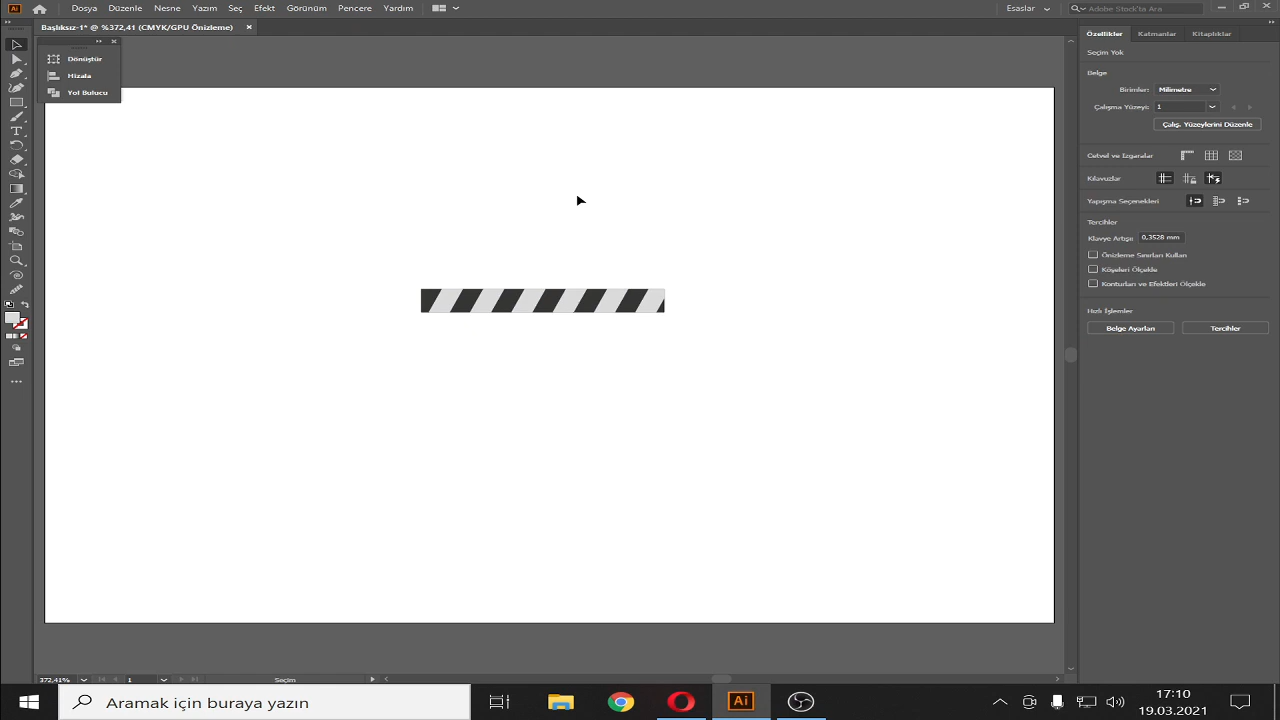 Ai
Dosya Düzenle Nesne Yazım Seç Efekt Görünüm Pencere Yardım
Esaslar
Adobe Stock'ta Ara
Başlıksız-1* @ %372,41 (CMYK/GPU Önizleme)
Dönüştür
Hizala
Yol Bulucu
Özellikler Katmanlar Kitaplıklar
Seçim Yok
Belge
Birimler: Milimetre
Çalışma Yüzeyi: 1
Çalış. Yüzeylerini Düzenle
Cetvel ve Izgaralar
Kılavuzlar
Yapışma Seçenekleri
Tercihler
Klavye Artışı: 0,3528 mm
Önizleme Sınırları Kullan
Köşeleri Ölçekle
Konturları ve Efektleri Ölçekle
Hızlı İşlemler
Belge Ayarları Tercihler
372,41% 1 Seçim
Aramak için buraya yazın
Ai
17:10
19.03.2021